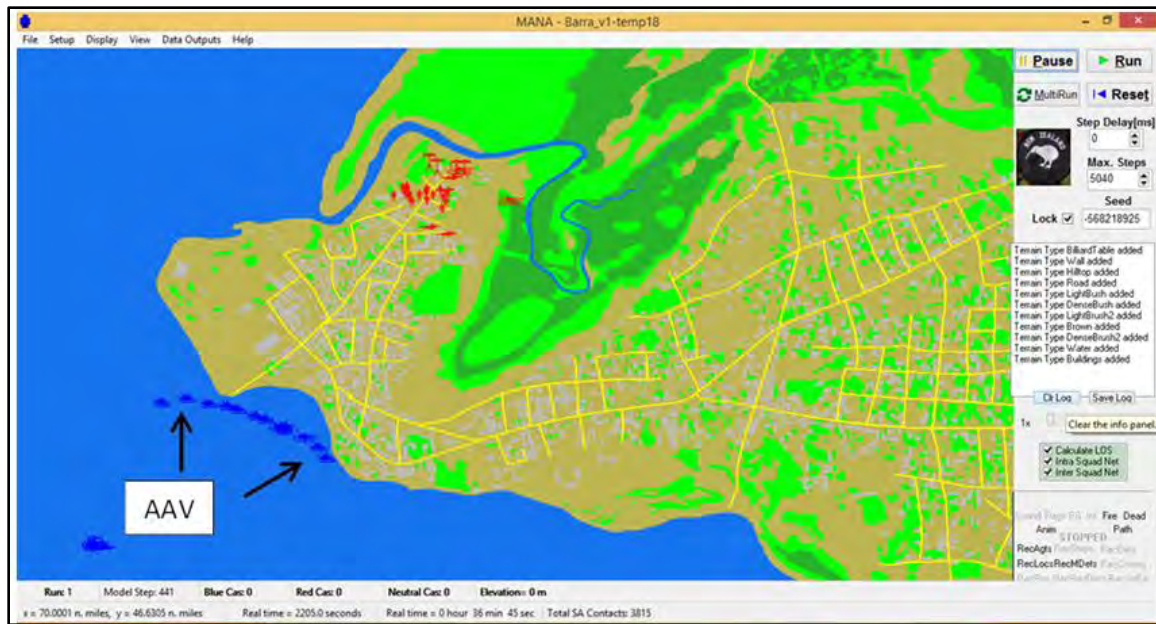 MANA - Barra_v1-temp18
File Setup Display View Data Outputs Help
Pause Run
MultiRun Reset
Step Delay[ms]
0
NEW ZEALAND
Max. Steps
5040
Seed
Lock -568218925
Terrain Type BilliardTable added
Terrain Type Wall added
Terrain Type Hilltop added
Terrain Type Road added
Terrain Type LightBush added
Terrain Type DenseBush added
Terrain Type LightBrush2 added
Terrain Type Brown added
Terrain Type DenseBrush2 added
Terrain Type Water added
Terrain Type Buildings added
Clr Log Save Log
1x
Clear the info panel.
Calculate LOS
Intra Squad Net
Inter Squad Net
AAV
Fire Dead
Anim Path
STOPPED
RecAgts
RecLocs RecMDets
Run: 1 Model Step: 441 Blue Cas: 0 Red Cas: 0 Neutral Cas: 0 Elevation= 0 m
x = 70.0001 n. miles, y = 46.6305 n. miles Real time = 2205.0 seconds Real time = 0 hour 36 min 45 sec Total SA Contacts: 3815